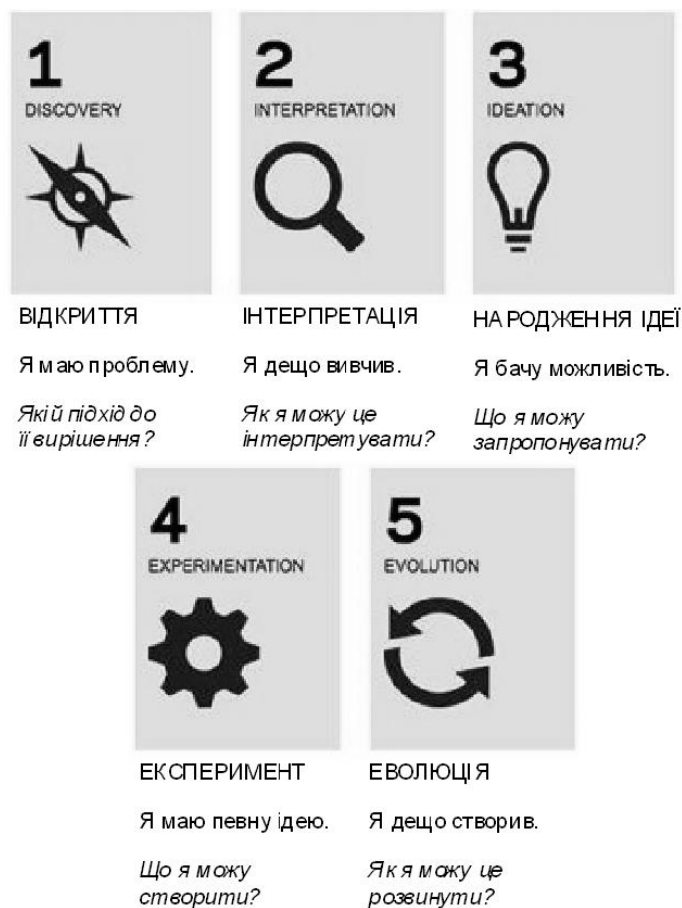 1
DISCOVERY
2
INTERPRETATION
3
IDEATION
ВІДКРИТТЯ
Я маю проблему.
Якій підхід до
її вирішення?
ІНТЕРПРЕТАЦІЯ
Я дещо вивчив.
Як я можу це
інтерпретувати?
НАРОДЖЕННЯ ІДЕЇ
Я бачу можливість.
Що я можу
запропонувати?
4
EXPERIMENTATION
5
EVOLUTION
ЕКСПЕРИМЕНТ
Я маю певну ідею.
Що я можу
створити?
ЕВОЛЮЦІЯ
Я дещо створив.
Як я можу це
розвинути?